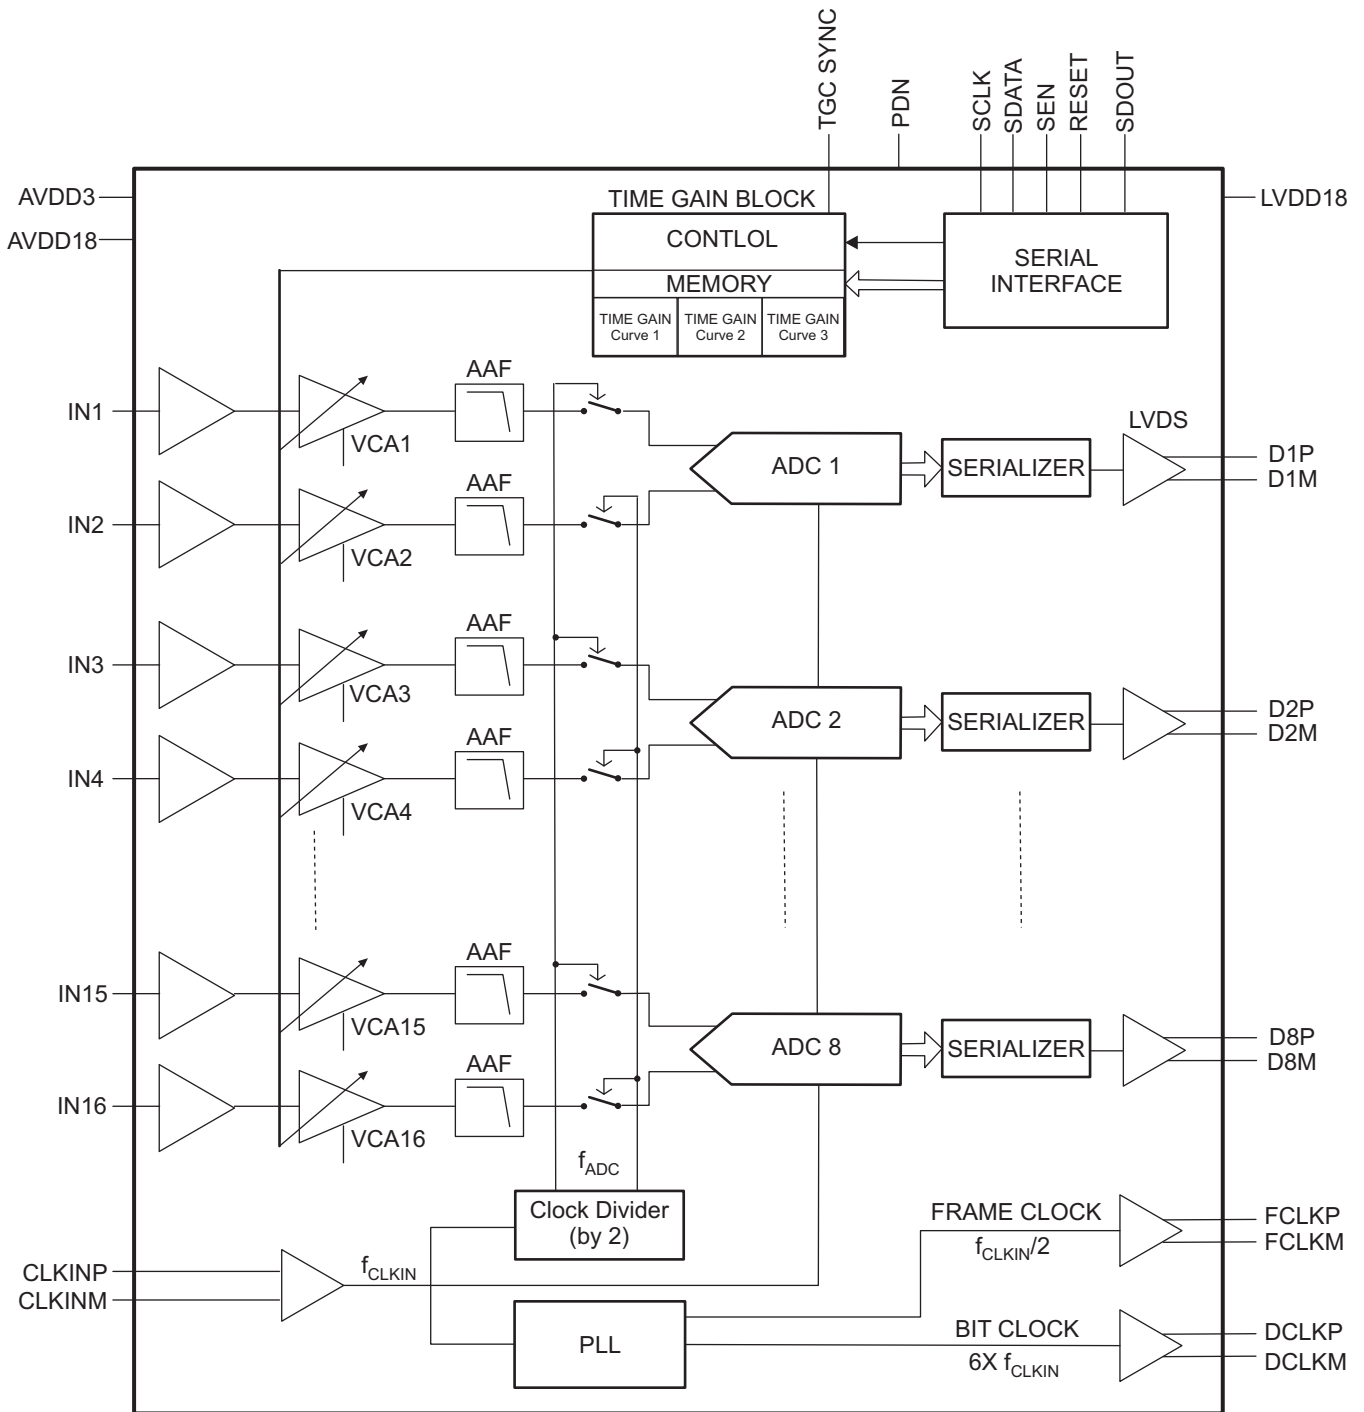 TGC SYNC
PDN
SCLK
SDATA
SEN
RESET
SDOUT
AVDD3
AVDD18
LVDD18
TIME GAIN BLOCK
CONTLOL
MEMORY
TIME GAIN
Curve 1
TIME GAIN
Curve 2
TIME GAIN
Curve 3
SERIAL
INTERFACE
IN1
VCA1
AAF
ADC 1
SERIALIZER
LVDS
D1P
D1M
IN2
VCA2
AAF
IN3
VCA3
AAF
ADC 2
SERIALIZER
D2P
D2M
IN4
VCA4
AAF
IN15
VCA15
AAF
ADC 8
SERIALIZER
D8P
D8M
IN16
VCA16
AAF
fADC
Clock Divider
(by 2)
CLKINP
CLKINM
fCLKIN
PLL
FRAME CLOCK
fCLKIN/2
FCLKP
FCLKM
BIT CLOCK
6X fCLKIN
DCLKP
DCLKM